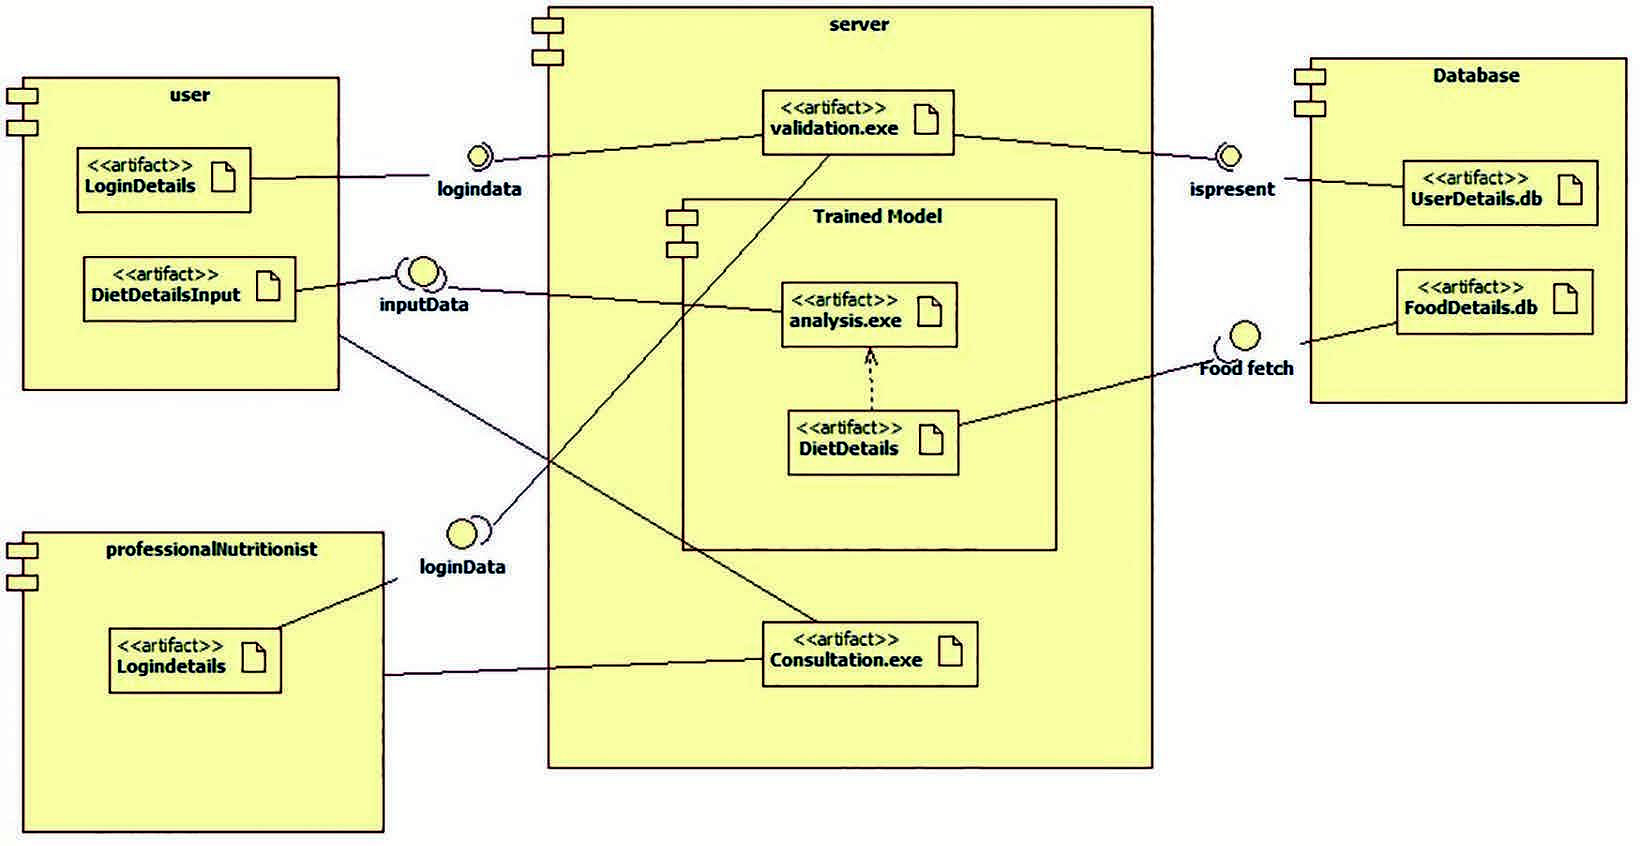 server
Database
user
<<artifact>>
validation.exe
<<artifact>>
LoginDetails
logindata
ispresent
<<artifact>>
UserDetails.db
Trained Model
<<artifact>>
DietDetailsInput
inputData
<<artifact>>
analysis.exe
<<artifact>>
FoodDetails.db
Food fetch
<<artifact>>
DietDetails
professionalNutritionist
loginData
<<artifact>>
Logindetails
<<artifact>>
Consultation.exe